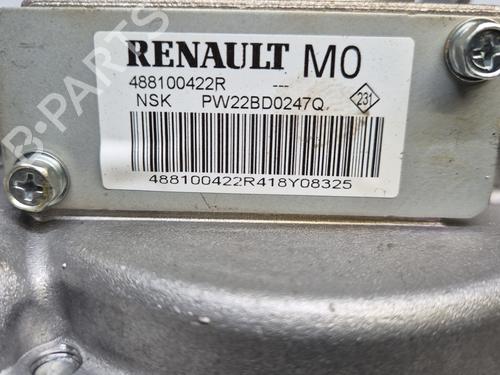 RENAULT M0
488100422R ---
NSK PW22BD0247Q 231
488100422R418Y08325
B-PARTS